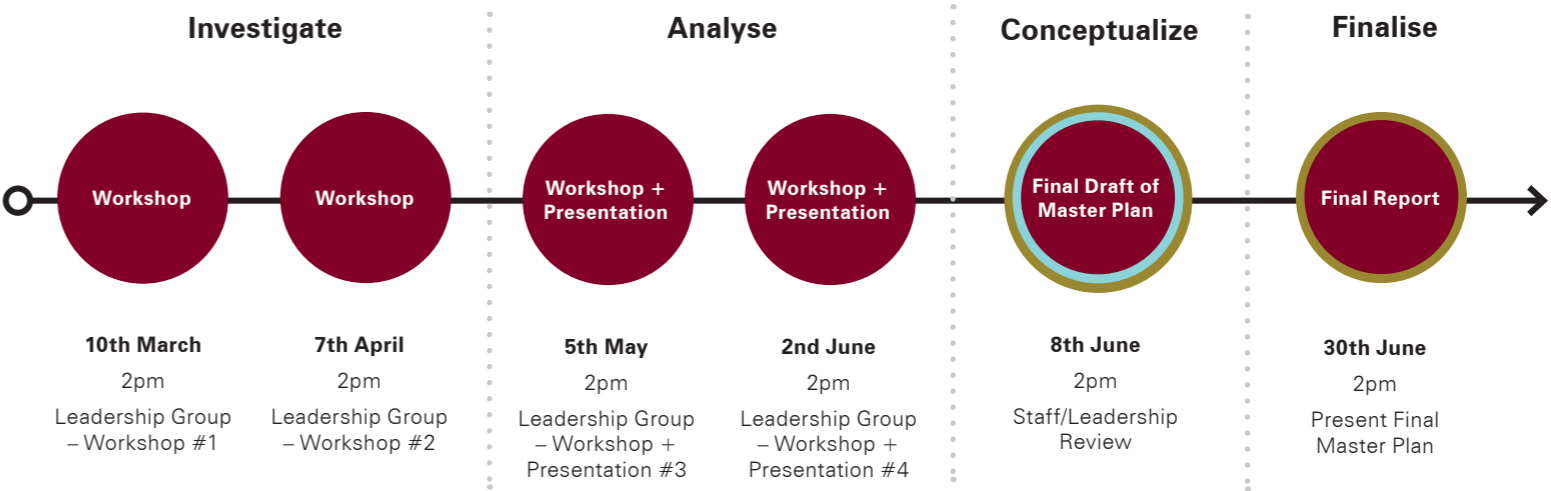 Investigate
Analyse
Conceptualize
Finalise
Workshop
Workshop
Workshop +
Presentation
Workshop +
Presentation
Final Draft of
Master Plan
Final Report
10th March
2pm
Leadership Group
– Workshop #1
7th April
2pm
Leadership Group
– Workshop #2
5th May
2pm
Leadership Group
– Workshop +
Presentation #3
2nd June
2pm
Leadership Group
– Workshop +
Presentation #4
8th June
2pm
Staff/Leadership
Review
30th June
2pm
Present Final
Master Plan